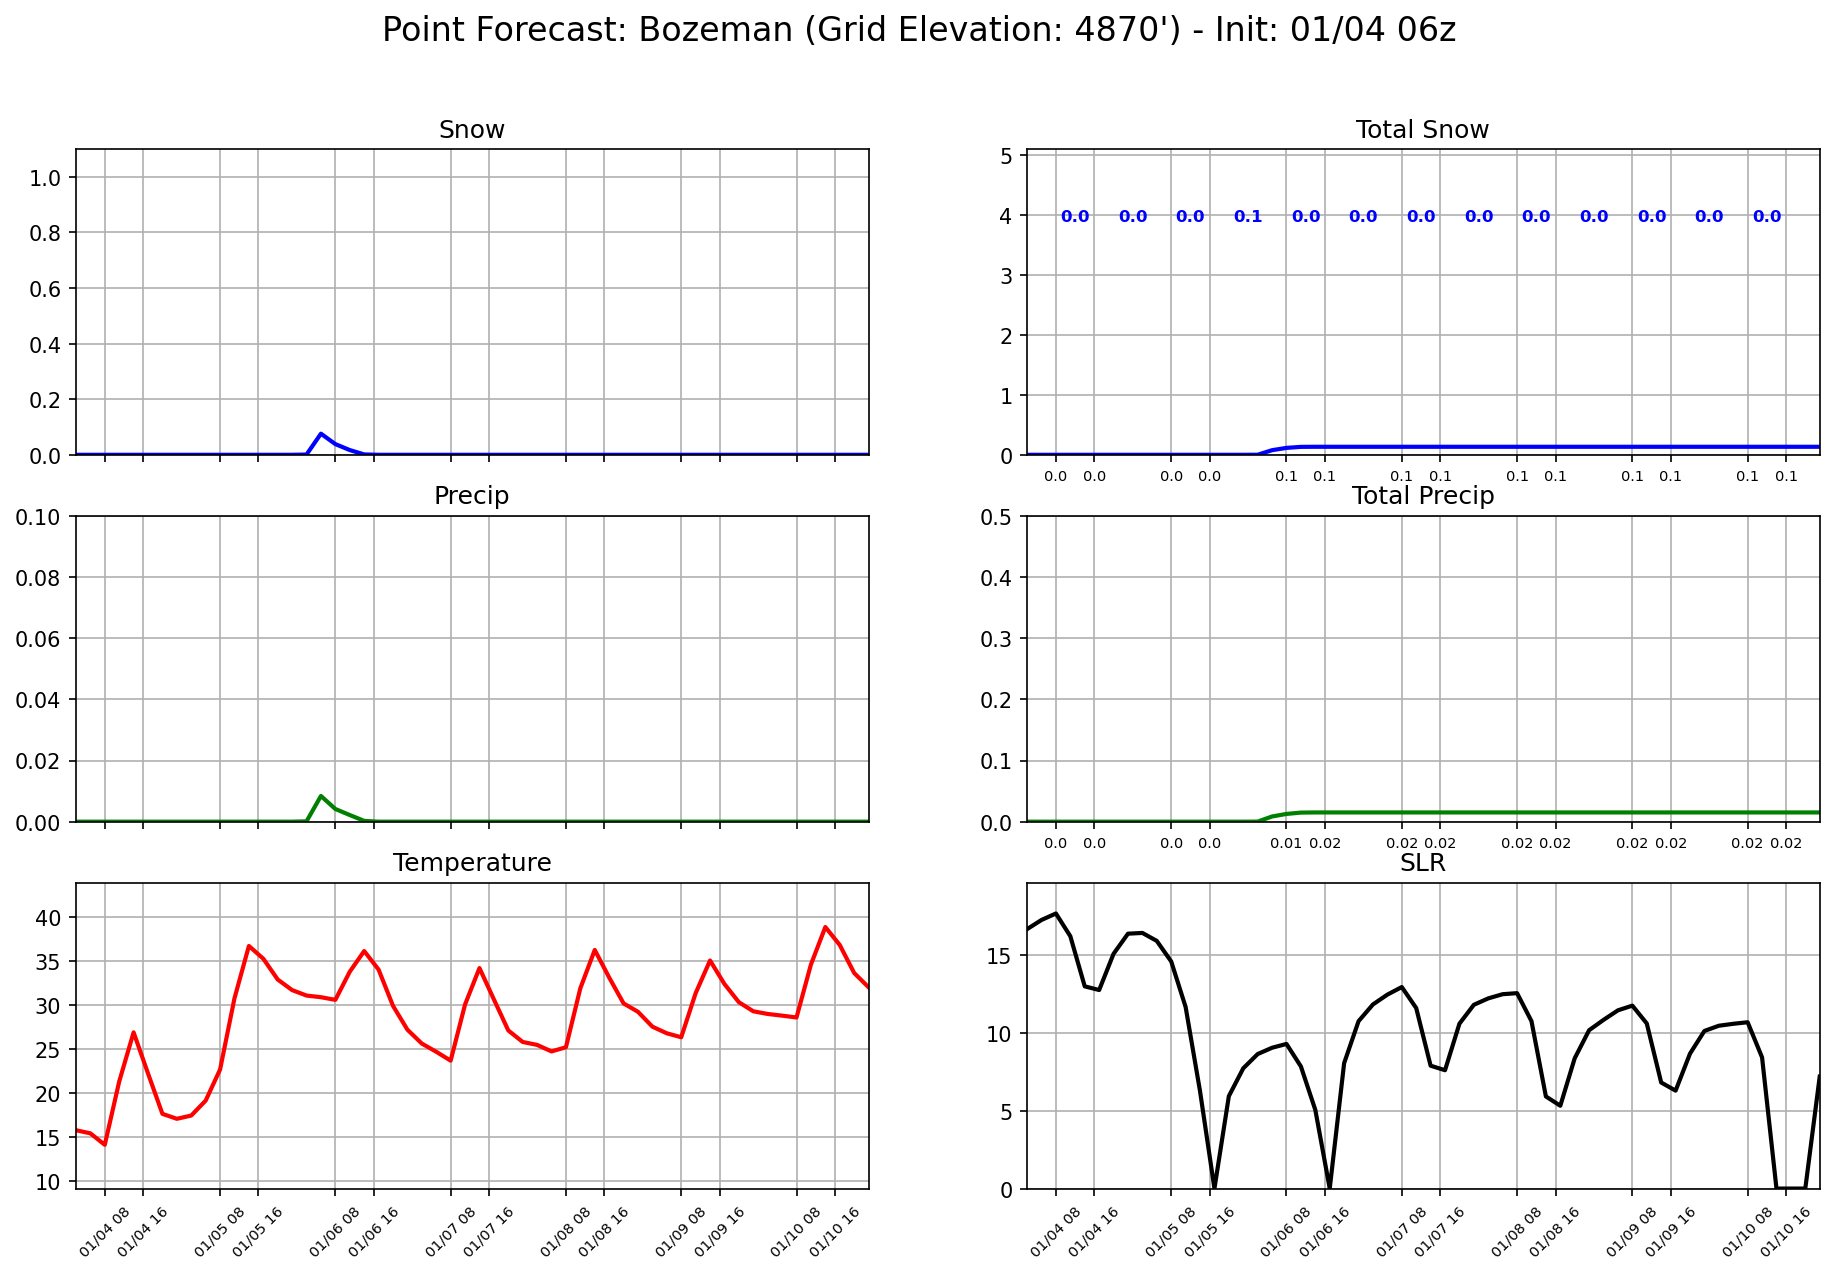 Point Forecast: Bozeman (Grid Elevation: 4870') - Init: 01/04 06z
Snow
1.0
0.8
0.6
0.4
0.2
0.0
Total Snow
5
4
3
2
1
0
0.0 0.0 0.0 0.1 0.0 0.0 0.0 0.0 0.0 0.0 0.0 0.0 0.0
0.0 0.0 0.0 0.0 0.1 0.1 0.1 0.1 0.1 0.1 0.1 0.1 0.1 0.1
Precip
0.10
0.08
0.06
0.04
0.02
0.00
Total Precip
0.5
0.4
0.3
0.2
0.1
0.0
0.0 0.0 0.0 0.0 0.01 0.02 0.02 0.02 0.02 0.02 0.02 0.02 0.02 0.02
Temperature
40
35
30
25
20
15
10
01/04 08 01/04 16 01/05 08 01/05 16 01/06 08 01/06 16 01/07 08 01/07 16 01/08 08 01/08 16 01/09 08 01/09 16 01/10 08 01/10 16
SLR
15
10
5
0
01/04 08 01/04 16 01/05 08 01/05 16 01/06 08 01/06 16 01/07 08 01/07 16 01/08 08 01/08 16 01/09 08 01/09 16 01/10 08 01/10 16